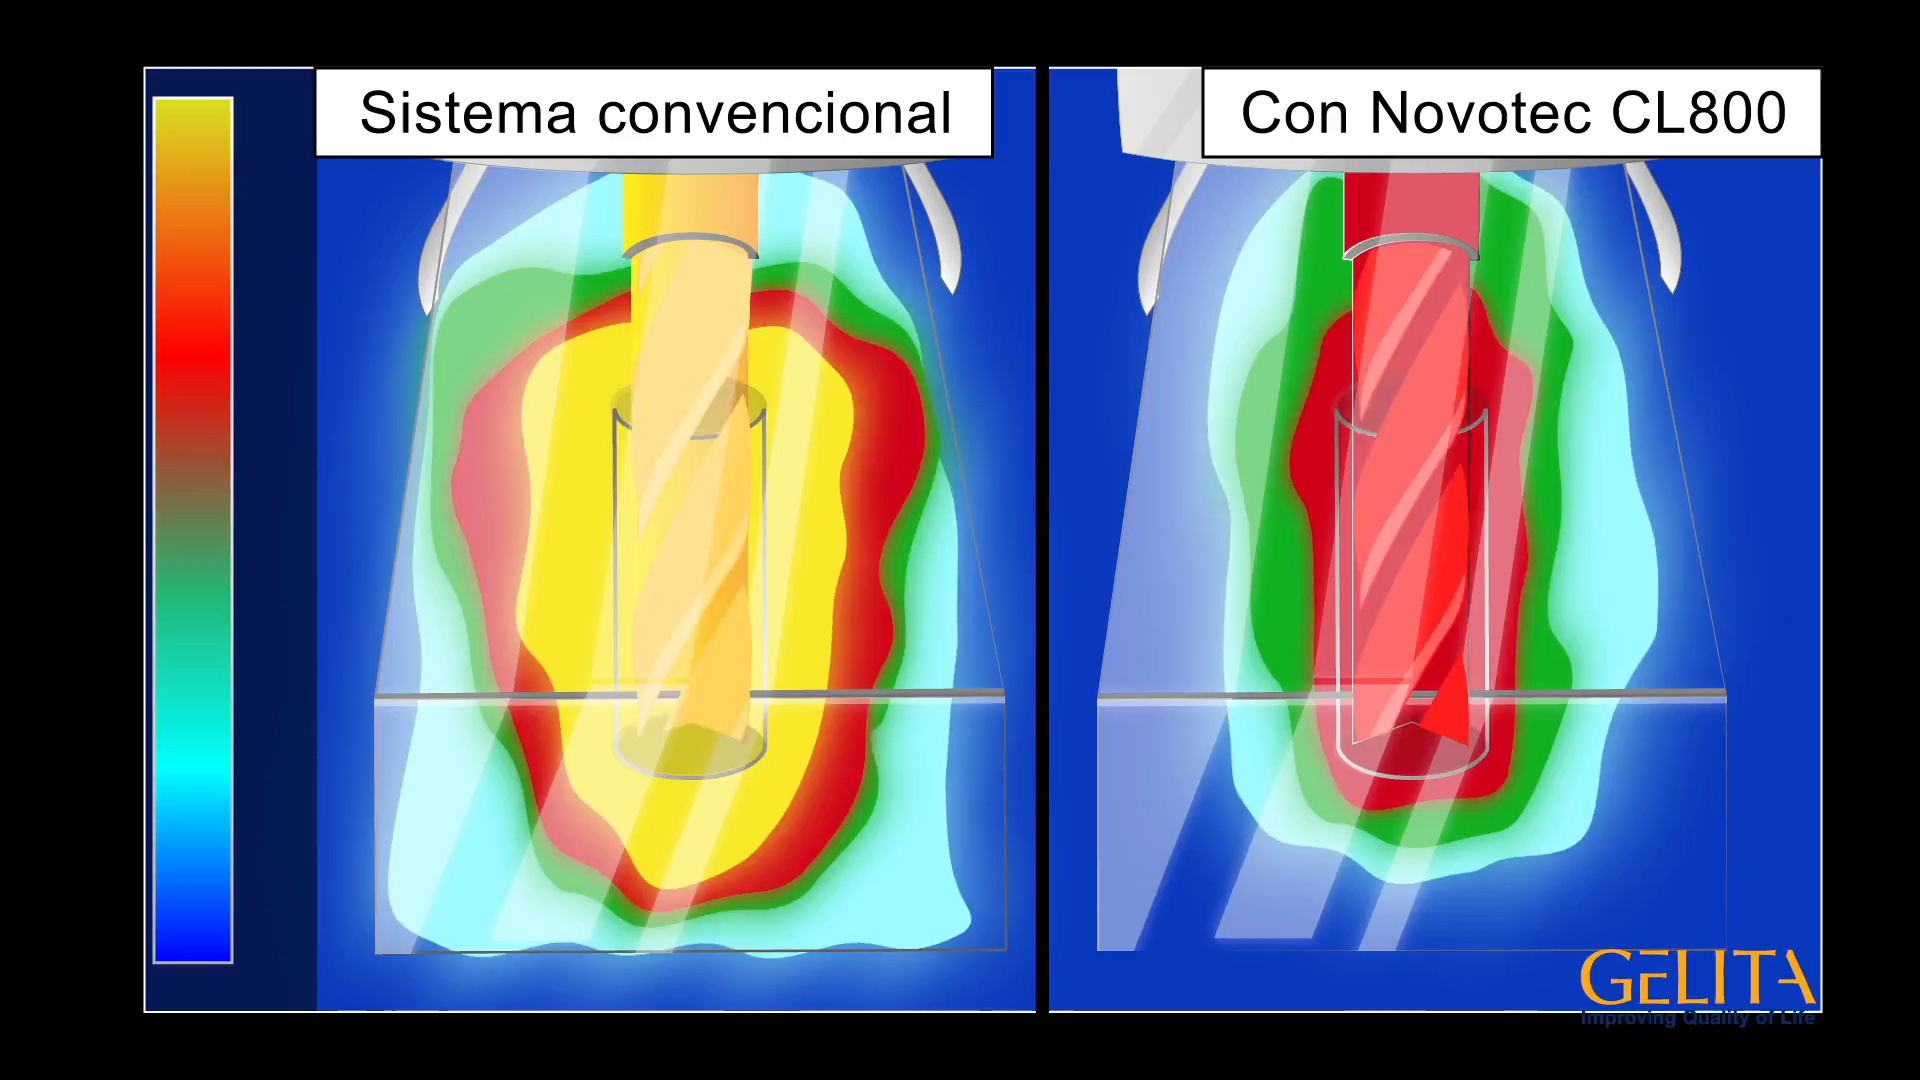 Sistema convencional
Con Novotec CL800
GELITA
Improving Quality of Life